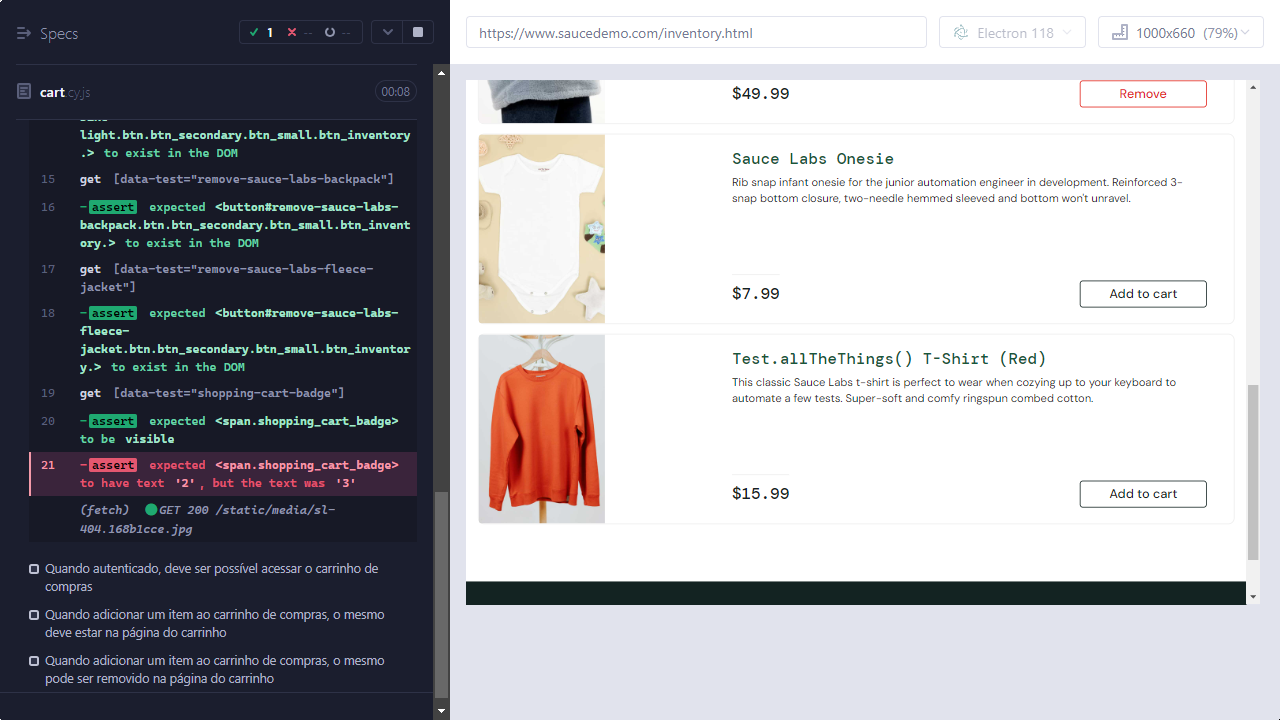 Specs
1
--
--
cart.cy.js
00:08
light.btn.btn_secondary.btn_small.btn_inventory
.> to exist in the DOM
15 get [data-test="remove-sauce-labs-backpack"]
16 -assert expected <button#remove-sauce-labs-
backpack.btn.btn_secondary.btn_small.btn_invent
ory.> to exist in the DOM
17 get [data-test="remove-sauce-labs-fleece-
jacket"]
18 -assert expected <button#remove-sauce-labs-
fleece-
jacket.btn.btn_secondary.btn_small.btn_inventor
y.> to exist in the DOM
19 get [data-test="shopping-cart-badge"]
20 -assert expected <span.shopping_cart_badge>
to be visible
21 -assert expected <span.shopping_cart_badge>
to have text '2', but the text was '3'
(fetch) GET 200 /static/media/sl-
404.168b1cce.jpg
Quando autenticado, deve ser possível acessar o carrinho de
compras
Quando adicionar um item ao carrinho de compras, o mesmo
deve estar na página do carrinho
Quando adicionar um item ao carrinho de compras, o mesmo
pode ser removido na página do carrinho
https://www.saucedemo.com/inventory.html
Electron 118
1000x660 (79%)
$49.99
Remove
Sauce Labs Onesie
Rib snap infant onesie for the junior automation engineer in development. Reinforced 3-
snap bottom closure, two-needle hemmed sleeved and bottom won't unravel.
$7.99
Add to cart
Test.allTheThings() T-Shirt (Red)
This classic Sauce Labs t-shirt is perfect to wear when cozying up to your keyboard to
automate a few tests. Super-soft and comfy ringspun combed cotton.
$15.99
Add to cart